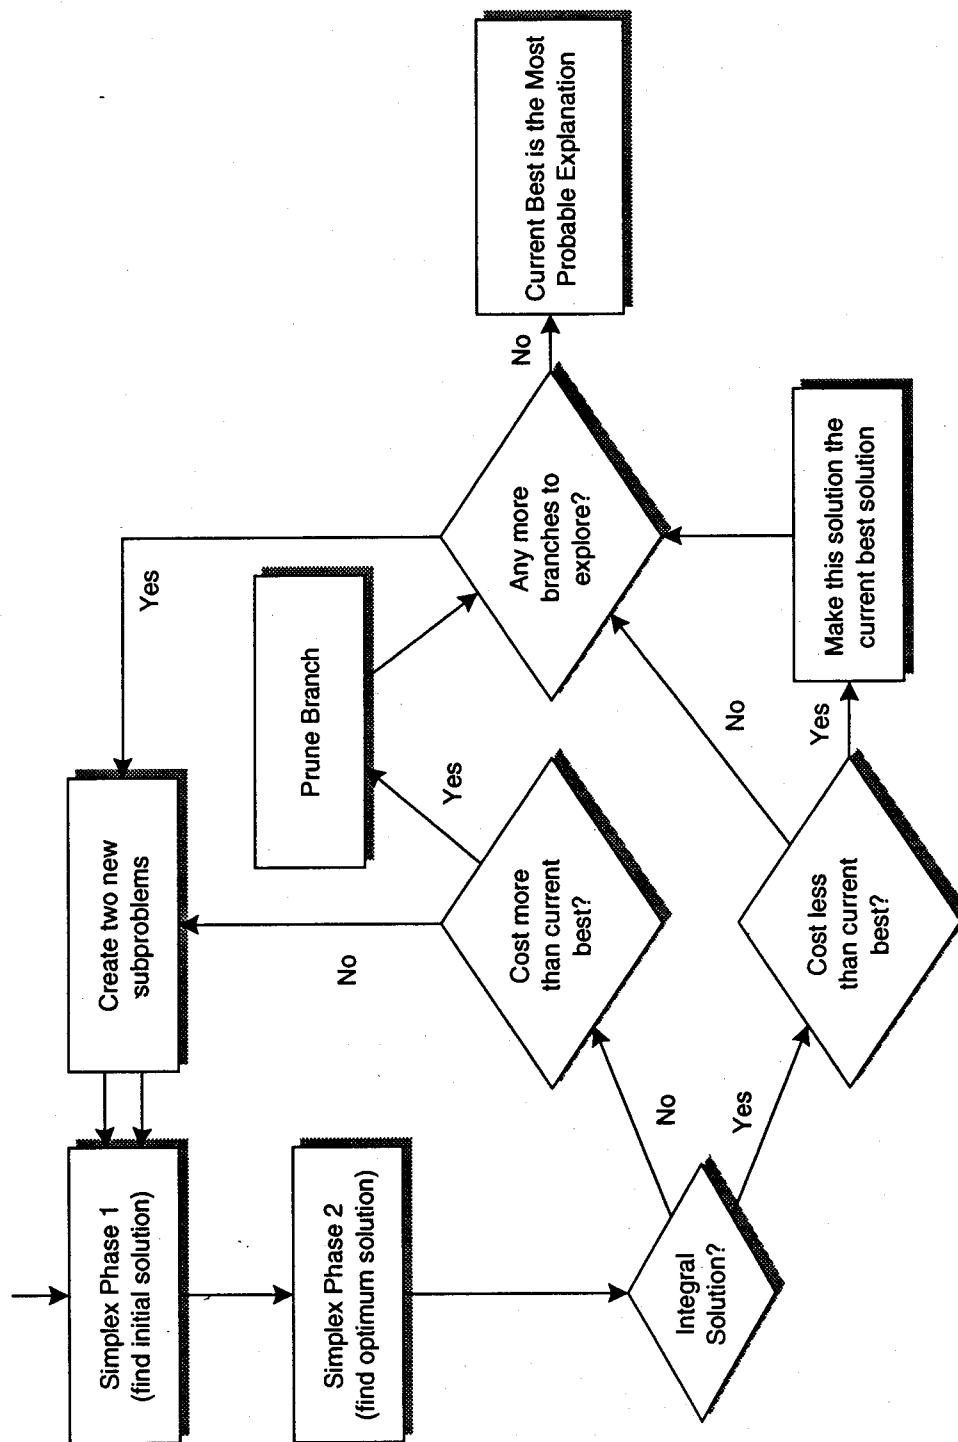 Simplex Phase 1
(find initial solution)
Simplex Phase 2
(find optimum solution)
Integral
Solution?
No
Yes
Create two new
subproblems
No
Cost more
than current
best?
Yes
Prune Branch
Cost less
than current
best?
No
Yes
Make this solution the
current best solution
Yes
Any more
branches to
explore?
No
Current Best is the Most
Probable Explanation